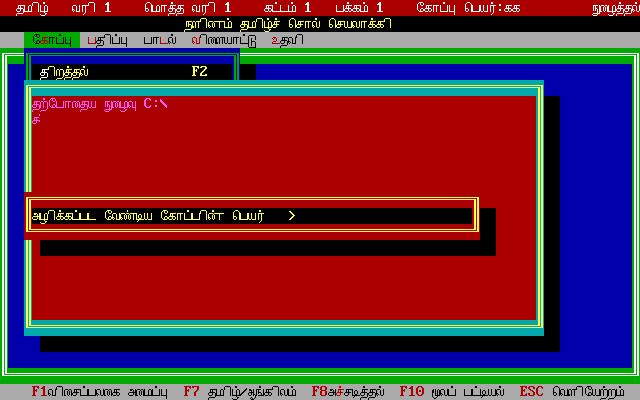 தமிழ் வரி 1 மொத்த வரி 1 கட்டம் 1 பக்கம் 1 கோப்பு பெயர்:கக நுழைத்தல்
நூரினம் தமிழ்ச் சொல் செயலாக்கி
கோப்பு பதிப்பு பாடல் விளையாட்டு உதவி
திறத்தல் F2
தற்போதைய நுழைவு C:\
க
அழிக்கப்பட வேண்டிய கோப்பின் பெயர் >
F1விசைப்பலகை அமைப்பு F7 தமிழ்/ஆங்கிலம் F8அச்சடித்தல் F10 மூலப் பட்டியல் ESC வெளியேற்றம்